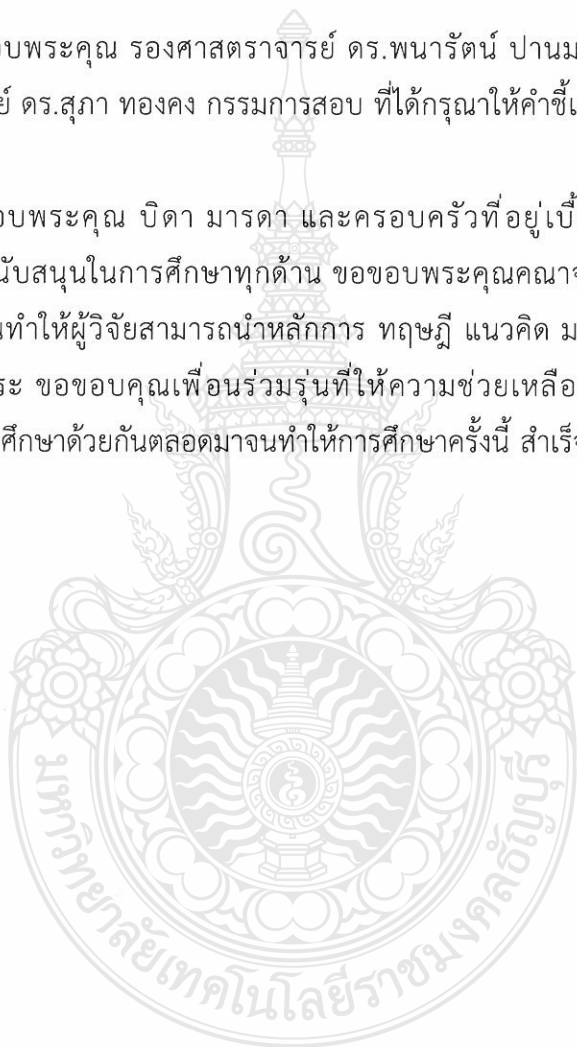 อบพระคุณ รองศาสตราจารย์ ดร.พนารัตน์ ปานม
ย์ ดร.สุภา ทองคง กรรมการสอบ ที่ได้กรุณาให้คำชี้แ
อบพระคุณ บิดา มารดา และครอบครัวที่อยู่เบื้
นับสนุนในการศึกษาทุกด้าน ขอขอบพระคุณคณาจ
นทำให้ผู้วิจัยสามารถนำหลักการ ทฤษฎี แนวคิด ม
ระ ขอขอบคุณเพื่อนร่วมรุ่นที่ให้ความช่วยเหลือ
ศึกษาด้วยกันตลอดมาจนทำให้การศึกษาครั้งนี้ สำเร็จ
มหาวิทยาลัยเทคโนโลยีราชมงคลธัญบุรี